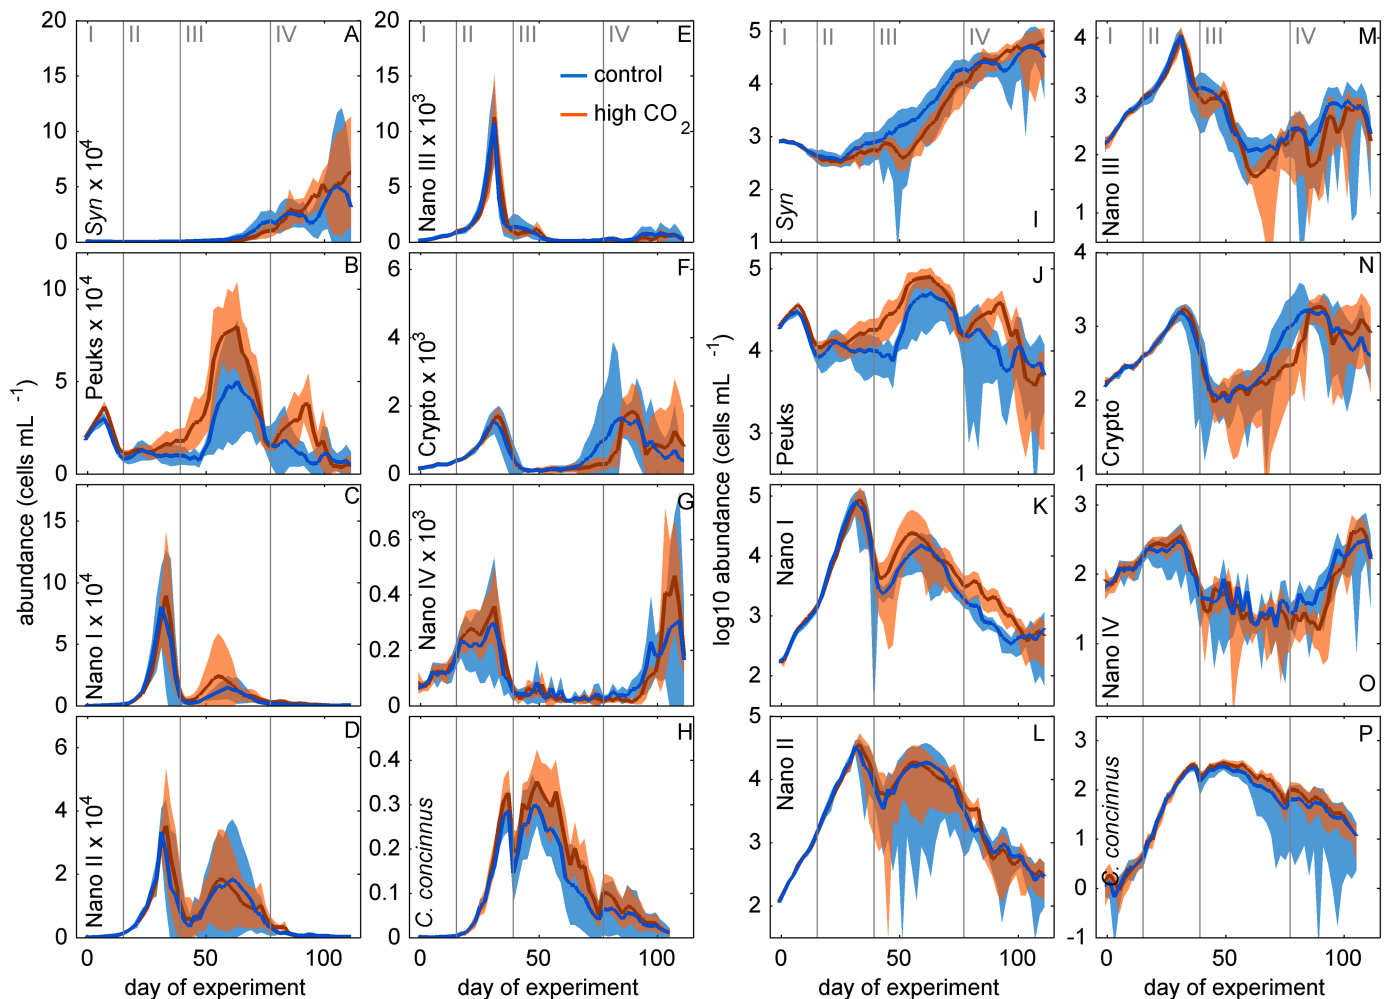 abundance (cells mL -1)
20
15
10
5
0
I
II
III
IV
A
Syn x 10 4
10
5
0
B
Peuks x 10 4
15
10
5
0
C
Nano I x 10 4
6
4
2
0
D
Nano II x 10 4
0
50
100
day of experiment
20
15
10
5
0
I
II
III
IV
E
Nano III x 10 3
control
high CO 2
6
4
2
0
F
Crypto x 10 3
0.6
0.4
0.2
0
G
Nano IV x 10 3
0.4
0.3
0.2
0.1
0
H
C. concinnus
0
50
100
day of experiment
log10 abundance (cells mL -1)
5
4
3
2
1
I
II
III
IV
I
Syn
5
4
3
J
Peuks
5
4
3
2
K
Nano I
5
4
3
2
L
Nano II
0
50
100
day of experiment
4
3
2
1
I
II
III
IV
M
Nano III
4
3
2
1
N
Crypto
3
2
1
O
Nano IV
3
2
1
0
-1
P
C. concinnus
0
50
100
day of experiment